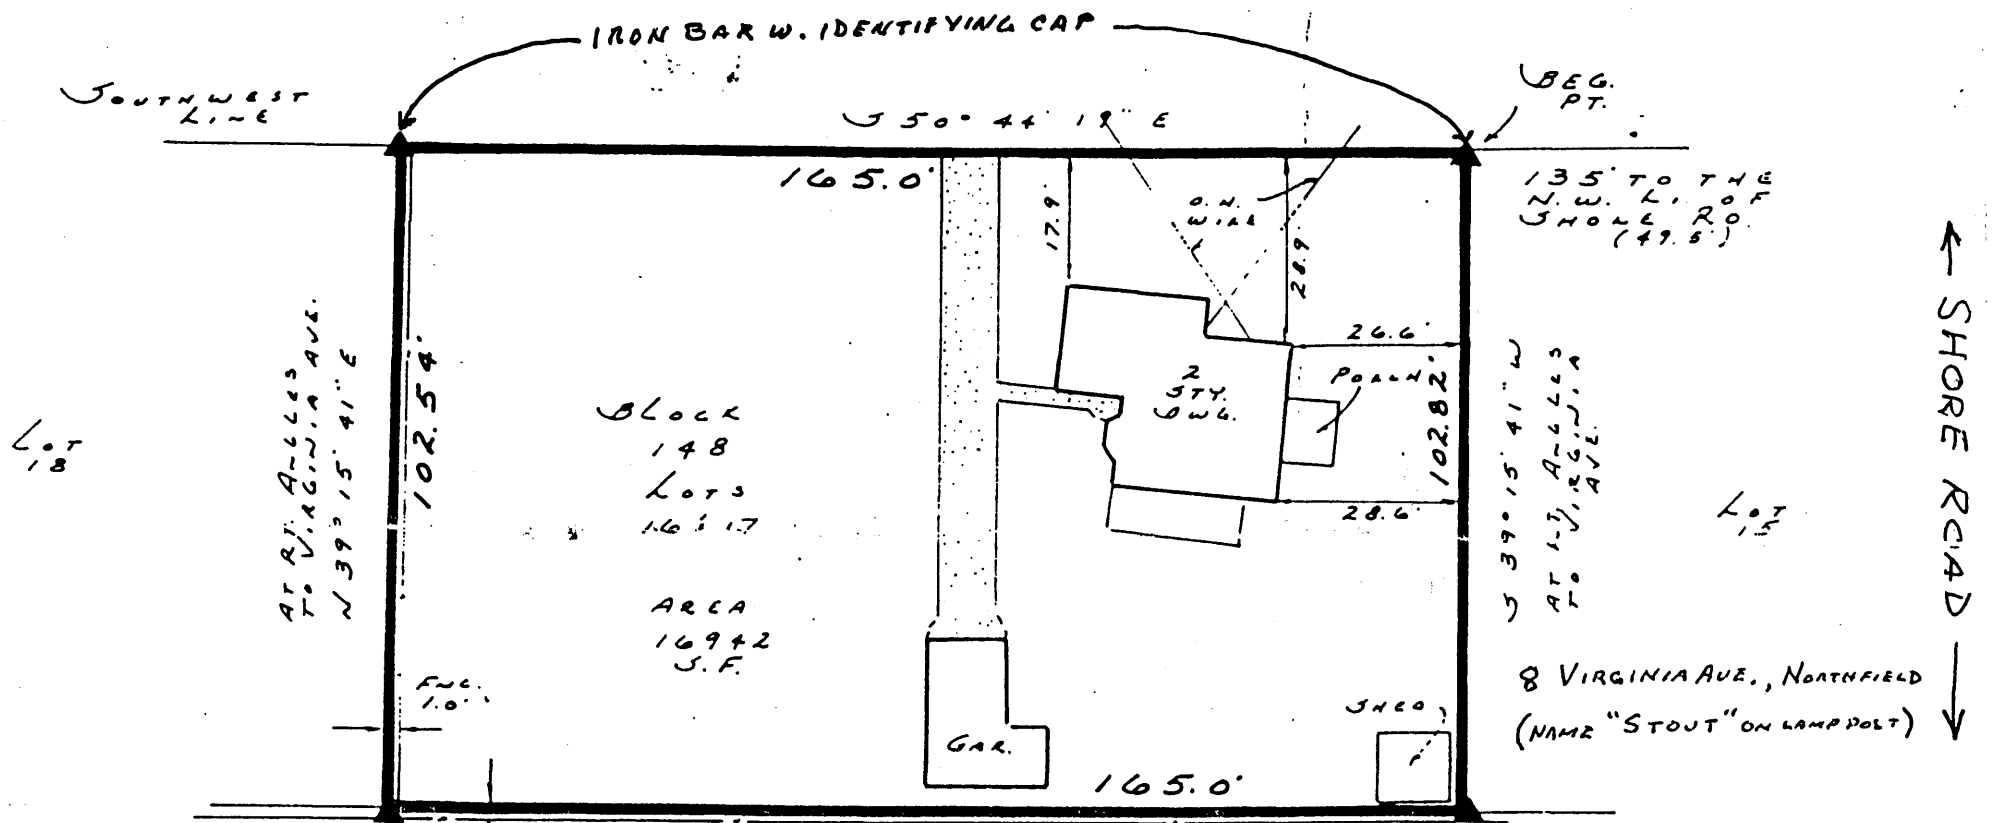 IRON BAR W. IDENTIFYING CAP
SOUTHWEST
LINE
S 50° 44' 19" E
BEG.
PT.
165.0'
135' TO THE
N.W. L. OF
SHORE RD.
(49.5')
17.9'
O.H.
WIRE
28.9'
26.6'
PORCH
2
STY.
DWG.
28.6'
102.82'
S 39° 15' 41" W
AT RT. ANGLES
TO VIRGINIA
AVE.
← SHORE ROAD →
LOT
15
LOT
18
AT RT. ANGLES
TO VIRGINIA AVE.
N 39° 15' 41" E
102.54'
BLOCK
148
LOTS
16 & 17
AREA
16942
S.F.
FNC.
1.0'
GAR.
SHED
165.0'
8 VIRGINIA AVE., NORTHFIELD
(NAME "STOUT" ON LAMP POST)